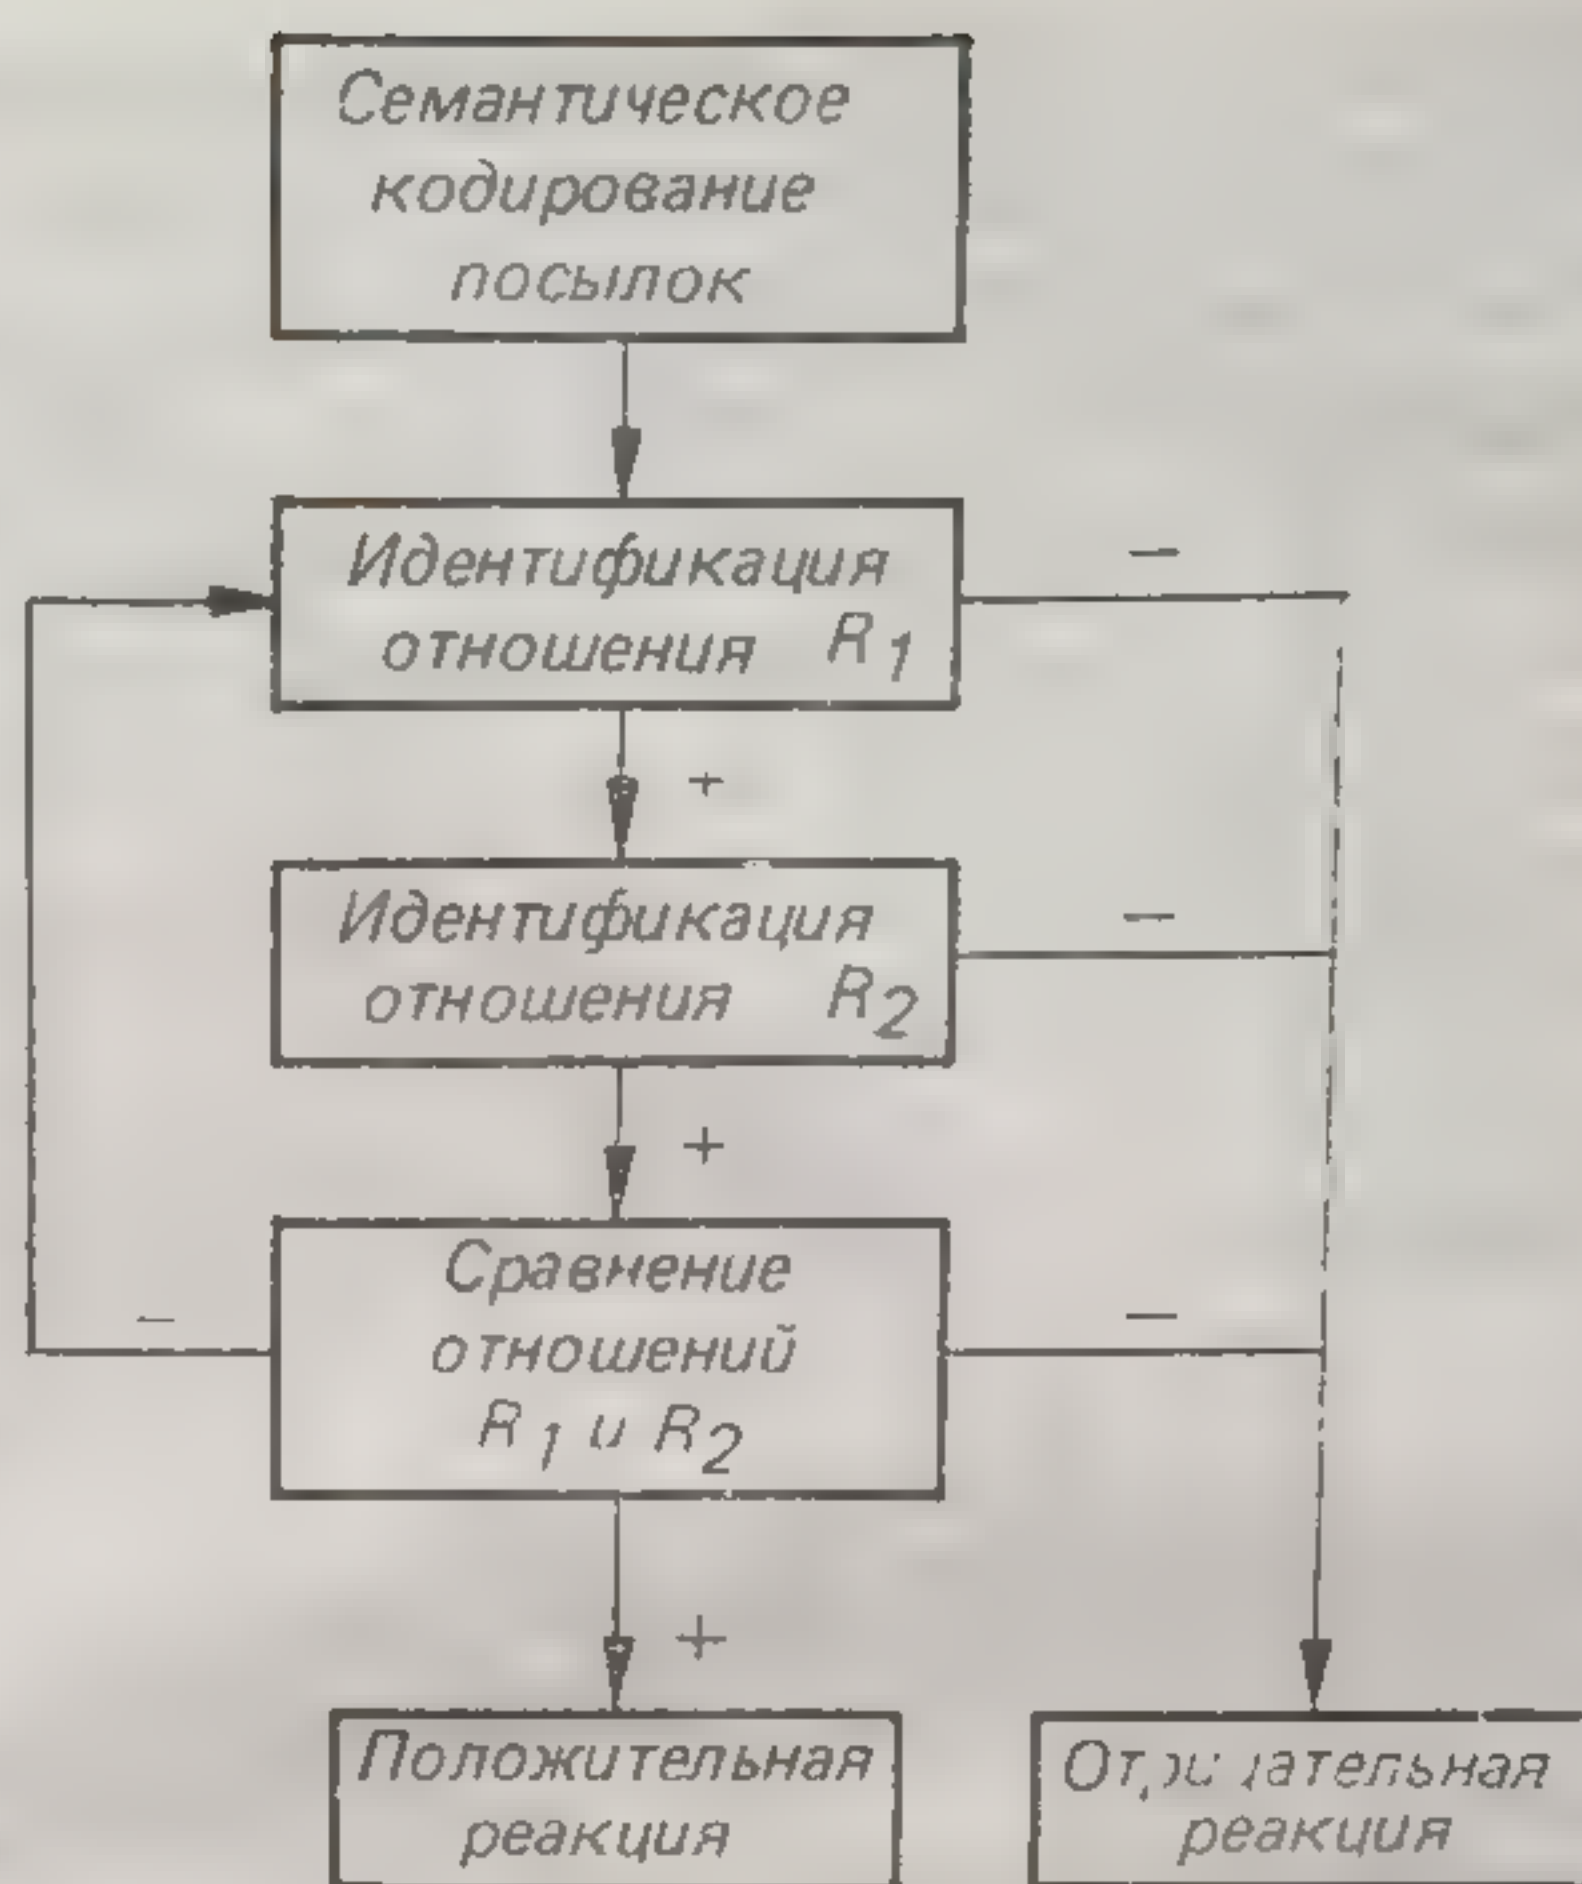 Семантическое
кодирование
посылок
Идентификация
отношения R1
−
+
Идентификация
отношения R2
−
+
Сравнение
отношений
R1 и R2
−
−
+
Положительная
реакция
реакция